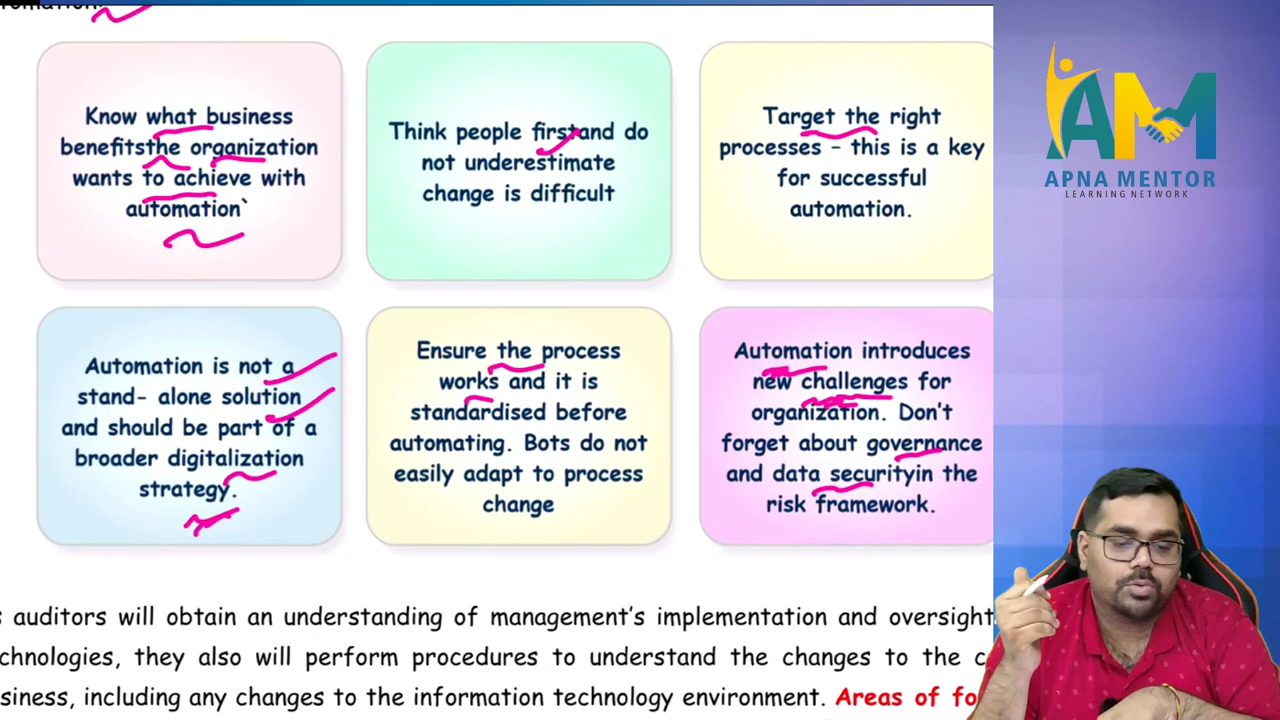 Know what business
benefitsthe organization
wants to achieve with
automation`
Think people firstand do
not underestimate
change is difficult
Target the right
processes - this is a key
for successful
automation.
Automation is not a
stand- alone solution
and should be part of a
broader digitalization
strategy.
Ensure the process
works and it is
standardised before
automating. Bots do not
easily adapt to process
change
Automation introduces
new challenges for
organization. Don't
forget about governance
and data securityin the
risk framework.
auditors will obtain an understanding of management's implementation and oversight
they also will perform procedures to understand the changes to the
including any changes to the information technology environment. Areas of
AM
APNA MENTOR
LEARNING NETWORK